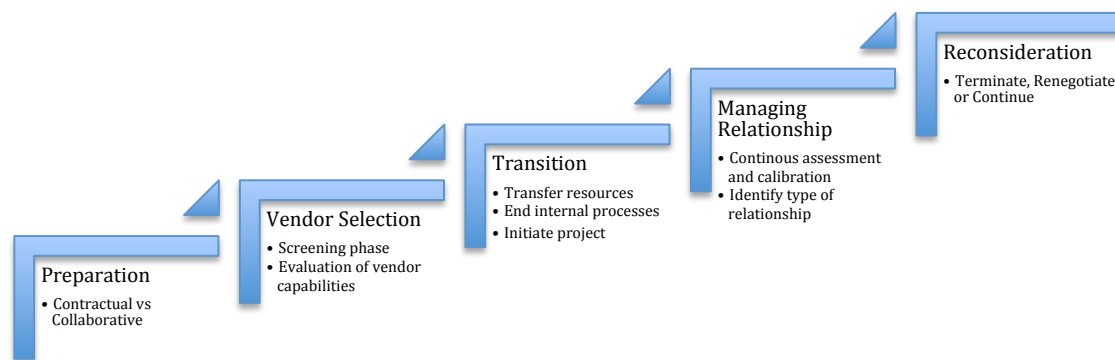 Preparation
• Contractual vs
Collaborative
Vendor Selection
• Screening phase
• Evaluation of vendor
capabilities
Transition
• Transfer resources
• End internal processes
• Initiate project
Managing
Relationship
• Continous assessment
and calibration
• Identify type of
relationship
Reconsideration
• Terminate, Renegotiate
or Continue